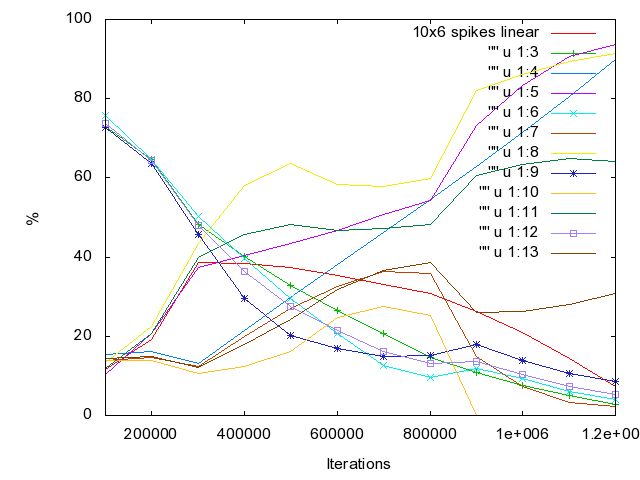 100
80
60
40
20
0
%
10x6 spikes linear
"" u 1:3
"" u 1:4
"" u 1:5
"" u 1:6
"" u 1:7
"" u 1:8
"" u 1:9
"" u 1:10
"" u 1:11
"" u 1:12
"" u 1:13
200000 400000 600000 800000 1e+006 1.2e+00
Iterations